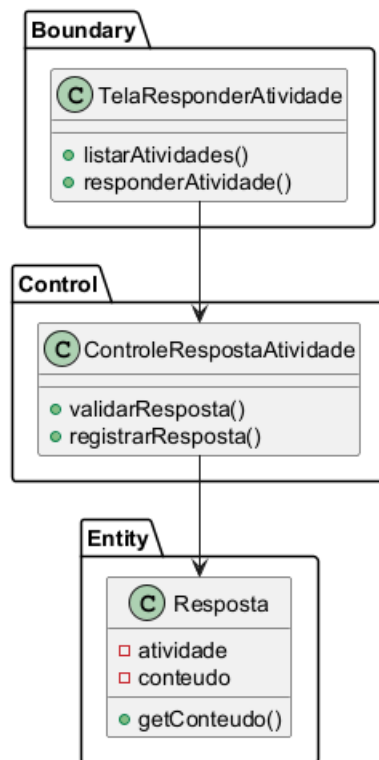 Boundary
C TelaResponderAtividade
listarAtividades()
responderAtividade()
Control
C ControleRespostaAtividade
validarResposta()
registrarResposta()
Entity
C Resposta
atividade
conteudo
getConteudo()